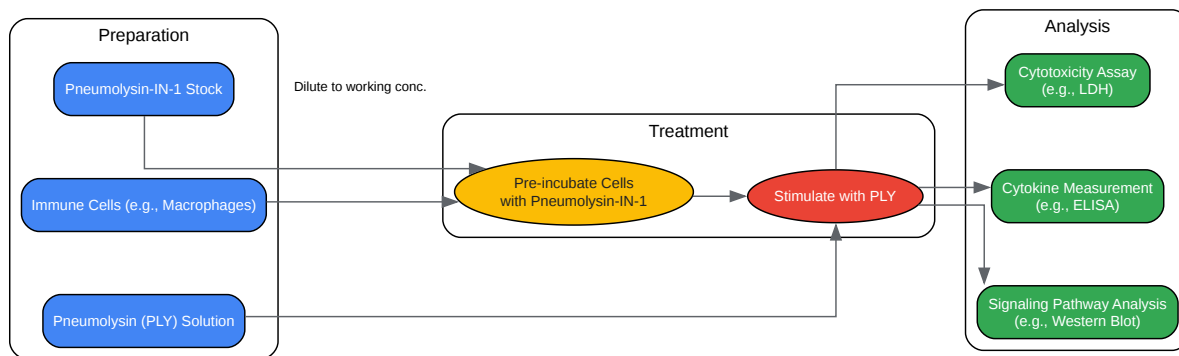 Preparation
Pneumolysin-IN-1 Stock
Immune Cells (e.g., Macrophages)
Pneumolysin (PLY) Solution
Dilute to working conc.
Treatment
Pre-incubate Cells
with Pneumolysin-IN-1
Stimulate with PLY
Analysis
Cytotoxicity Assay
(e.g., LDH)
Cytokine Measurement
(e.g., ELISA)
Signaling Pathway Analysis
(e.g., Western Blot)